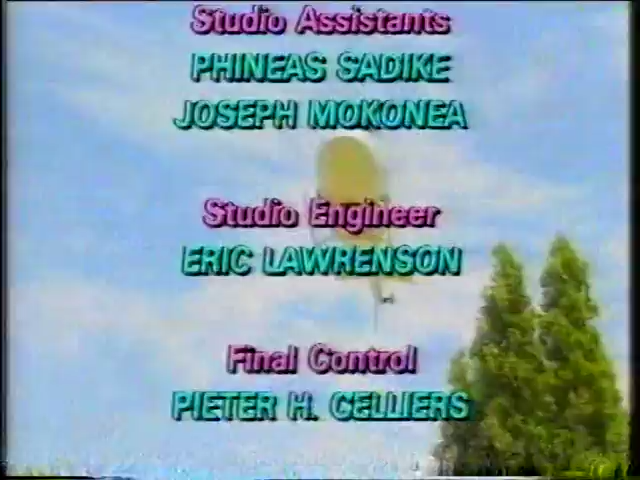 Studio Assistants
PHINEAS SADIKE
JOSEPH MOKONEA
Studio Engineer
ERIC LAWRENSON
Final Control
PIETER H. CELLIERS